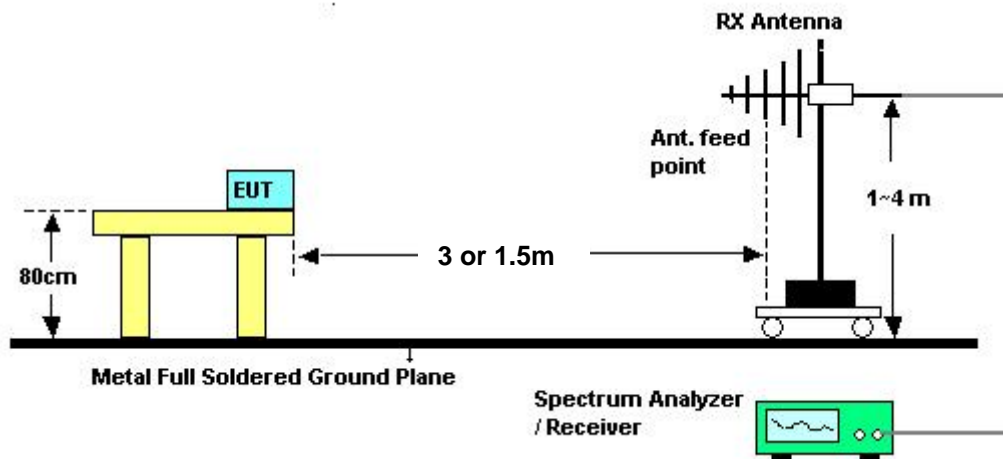 RX Antenna
Ant. feed
point
EUT
1~4 m
3 or 1.5m
80cm
Metal Full Soldered Ground Plane
Spectrum Analyzer
/ Receiver